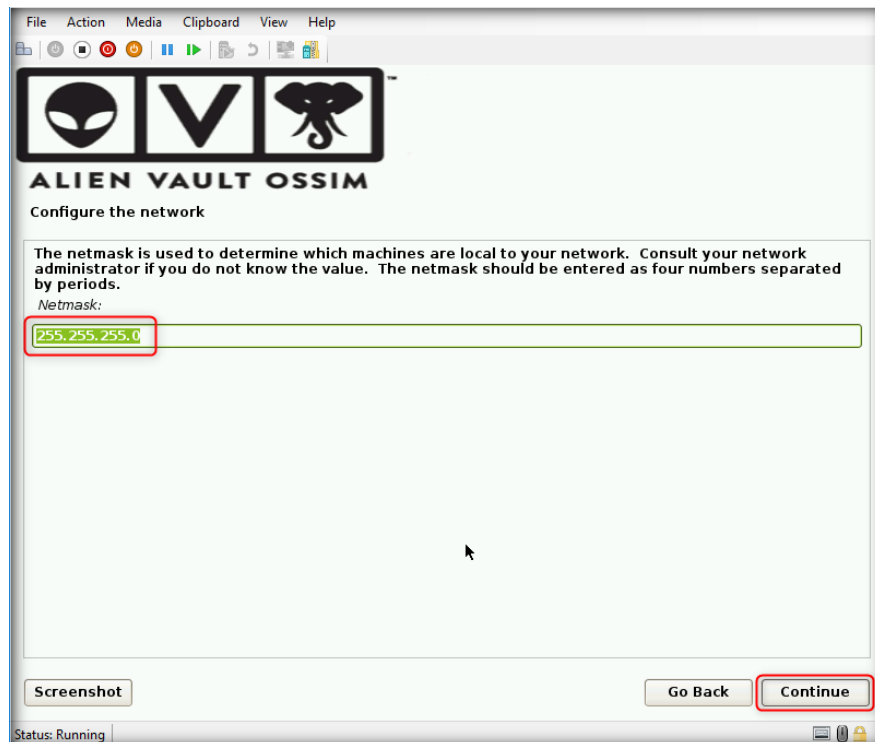 File Action Media Clipboard View Help
V ™
ALIEN VAULT OSSIM
Configure the network
The netmask is used to determine which machines are local to your network. Consult your network
administrator if you do not know the value. The netmask should be entered as four numbers separated
by periods.
Netmask:
255.255.255.0
Screenshot Go Back Continue
Status: Running